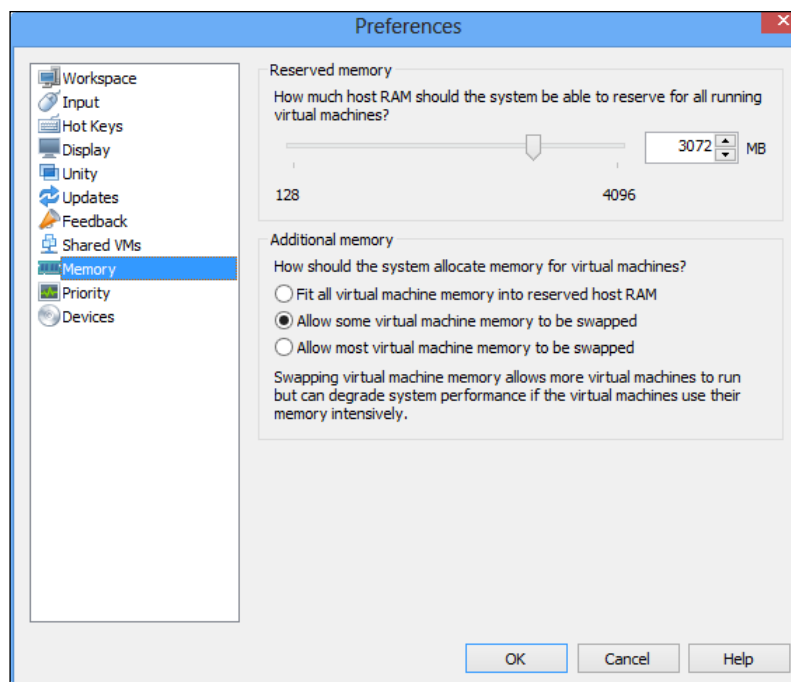 Preferences
Workspace
Input
Hot Keys
Display
Unity
Updates
Feedback
Shared VMs
Memory
Priority
Devices
Reserved memory
How much host RAM should the system be able to reserve for all running
virtual machines?
3072 MB
128 4096
Additional memory
How should the system allocate memory for virtual machines?
Fit all virtual machine memory into reserved host RAM
Allow some virtual machine memory to be swapped
Allow most virtual machine memory to be swapped
Swapping virtual machine memory allows more virtual machines to run
but can degrade system performance if the virtual machines use their
memory intensively.
OK Cancel Help